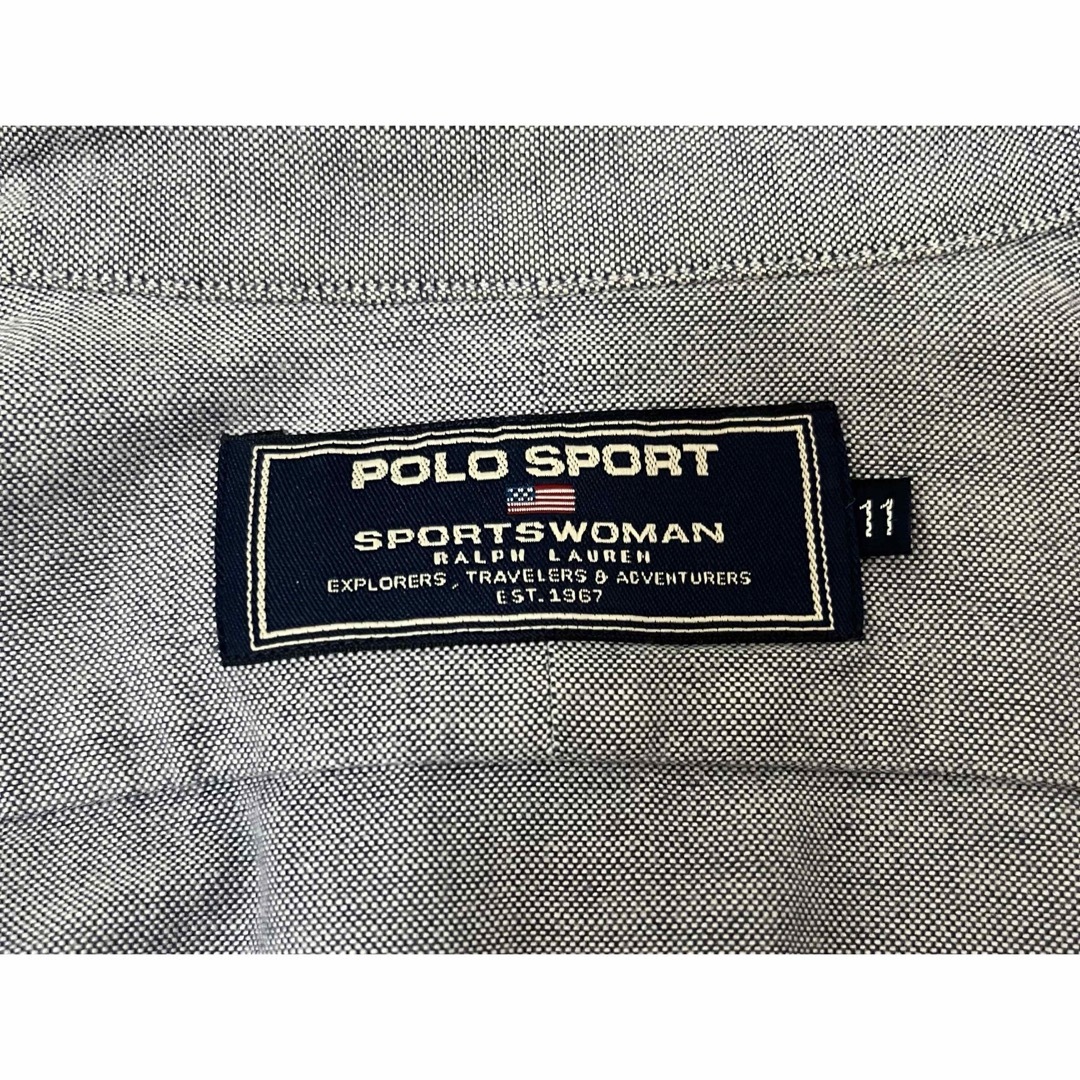 POLO SPORT
SPORTSWOMAN
RALPH LAUREN
EXPLORERS, TRAVELERS & ADVENTURERS
EST. 1967
11